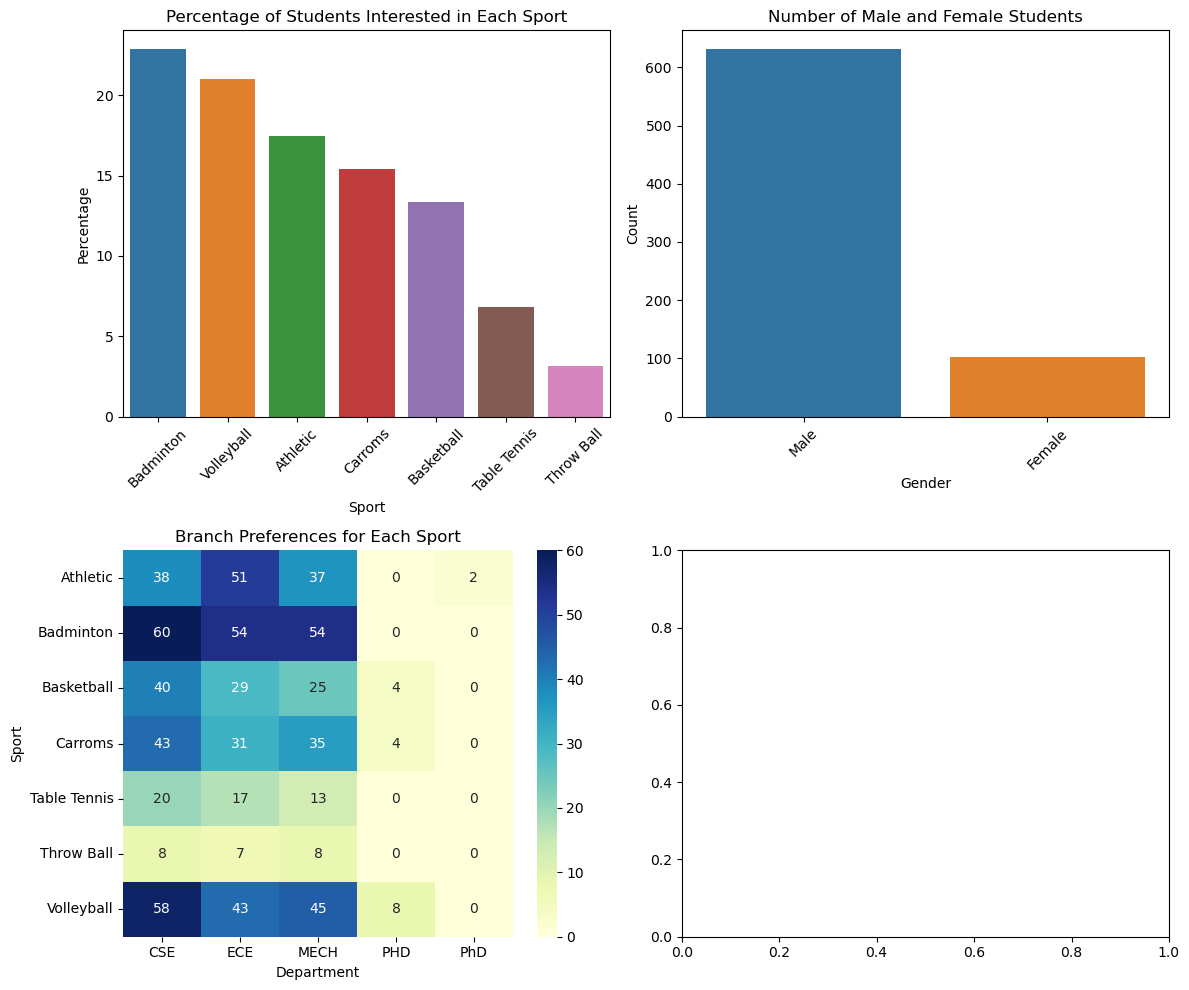 Percentage of Students Interested in Each Sport
Percentage
20
15
10
5
0
Badminton
Volleyball
Athletic
Carroms
Basketball
Table Tennis
Throw Ball
Sport
Number of Male and Female Students
Count
600
500
400
300
200
100
0
Male
Female
Gender
Branch Preferences for Each Sport
Sport
Athletic 38 51 37 0 2
Badminton 60 54 54 0 0
Basketball 40 29 25 4 0
Carroms 43 31 35 4 0
Table Tennis 20 17 13 0 0
Throw Ball 8 7 8 0 0
Volleyball 58 43 45 8 0
CSE ECE MECH PHD PhD
Department
60
50
40
30
20
10
0
1.0
0.8
0.6
0.4
0.2
0.0
0.0 0.2 0.4 0.6 0.8 1.0